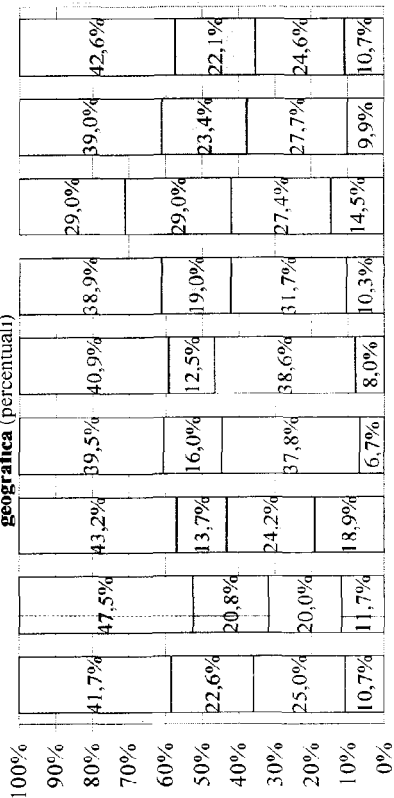 geografica (percentuali)
100%
90%
80%
70%
60%
50%
40%
30%
20%
10%
0%
41,7% 47,5% 43,2% 39,5% 40,9% 38,9% 29,0% 39,0% 42,6%
22,6% 20,8% 13,7% 16,0% 12,5% 19,0% 29,0% 23,4% 22,1%
25,0% 20,0% 24,2% 37,8% 38,6% 31,7% 27,4% 27,7% 24,6%
10,7% 11,7% 18,9% 6,7% 8,0% 10,3% 14,5% 9,9% 10,7%